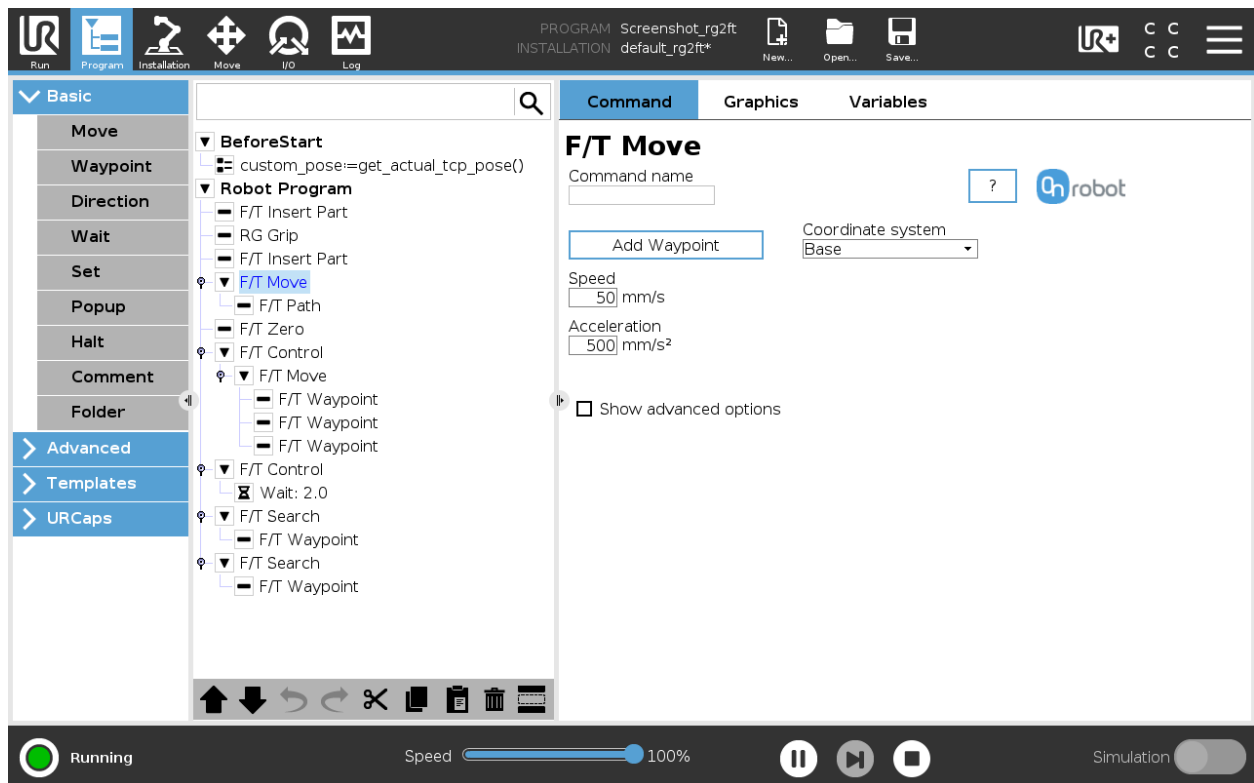 PROGRAM Screenshot_rg2ft
INSTALLATION default_rg2ft*
Run Program Installation Move I/O Log New... Open... Save...
UR
UR+
C C
C C
Basic
Move
Waypoint
Direction
Wait
Set
Popup
Halt
Comment
Folder
Advanced
Templates
URCaps
BeforeStart
custom_pose:=get_actual_tcp_pose()
Robot Program
F/T Insert Part
RG Grip
F/T Insert Part
F/T Move
F/T Path
F/T Zero
F/T Control
F/T Move
F/T Waypoint
F/T Waypoint
F/T Waypoint
F/T Control
Wait: 2.0
F/T Search
F/T Waypoint
F/T Search
F/T Waypoint
Command Graphics Variables
F/T Move
Command name
?
On robot
Add Waypoint
Coordinate system
Base
Speed
50 mm/s
Acceleration
500 mm/s²
Show advanced options
Running
Speed 100%
Simulation